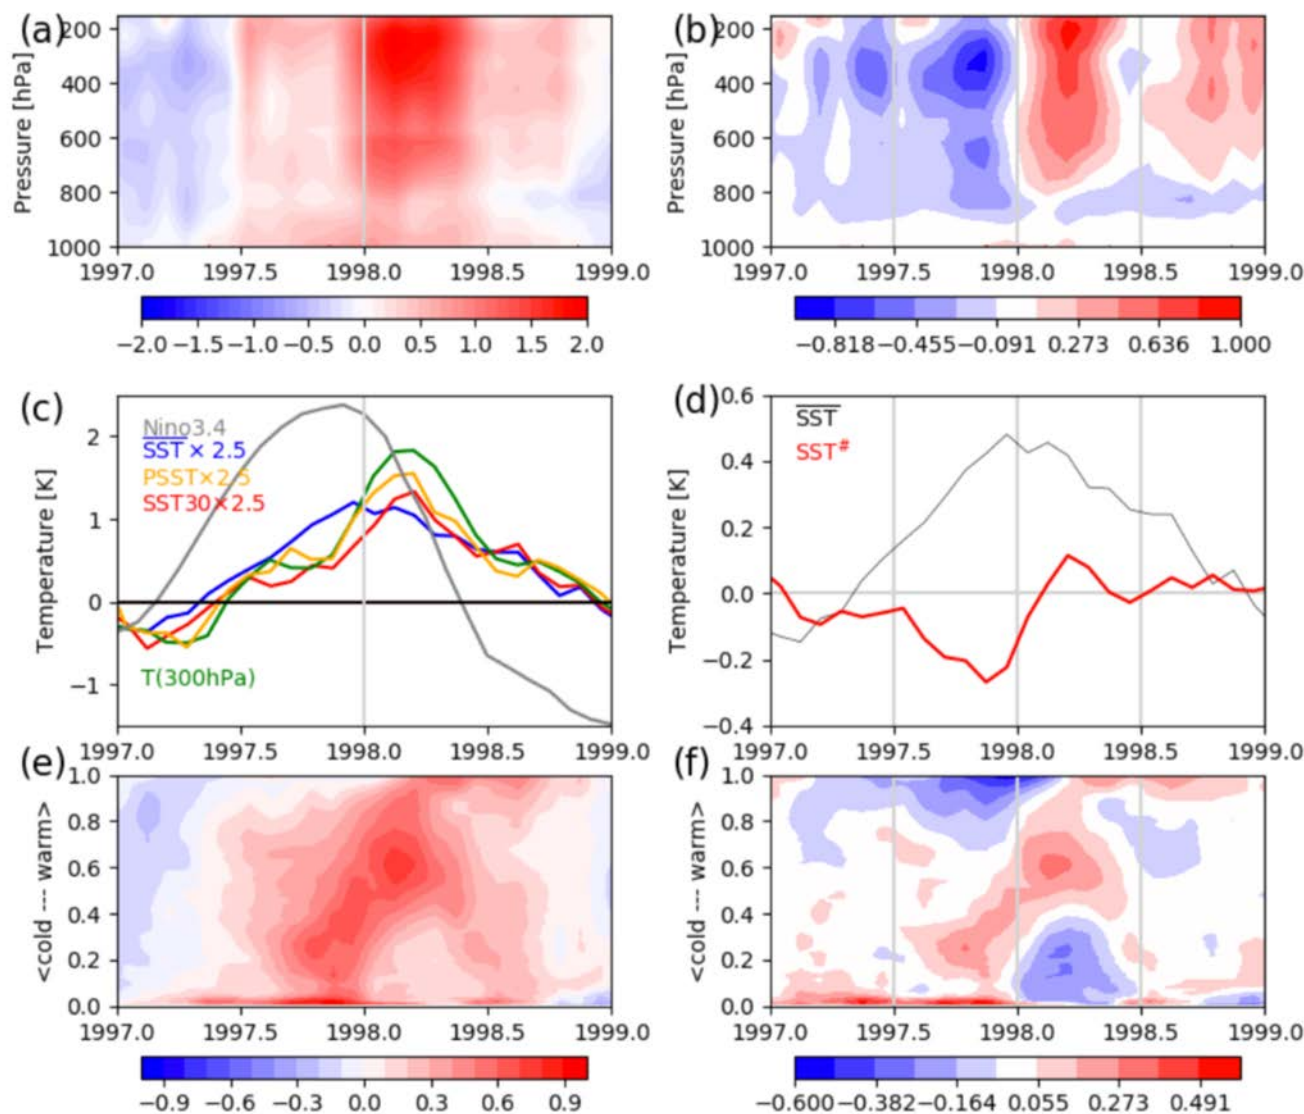 (a) (b)
200 200
400 400
600 600
800 800
1000 1000
Pressure [hPa] Pressure [hPa]
1997.0 1997.5 1998.0 1998.5 1999.0 1997.0 1997.5 1998.0 1998.5 1999.0
−2.0 −1.5 −1.0 −0.5 0.0 0.5 1.0 1.5 2.0 −0.818 −0.455 −0.091 0.273 0.636 1.000
(c) (d)
Nino3.4
SST × 2.5
PSST×2.5
SST30×2.5
T(300hPa)
2
1
0
−1
Temperature [K]
SST
SST#
0.6
0.4
0.2
0.0
−0.2
−0.4
Temperature [K]
1997.0 1997.5 1998.0 1998.5 1999.0 1997.0 1997.5 1998.0 1998.5 1999.0
(e) (f)
1.0 1.0
0.8 0.8
0.6 0.6
0.4 0.4
0.2 0.2
0.0 0.0
<cold --- warm> <cold --- warm>
1997.0 1997.5 1998.0 1998.5 1999.0 1997.0 1997.5 1998.0 1998.5 1999.0
−0.9 −0.6 −0.3 0.0 0.3 0.6 0.9 −0.600 −0.382 −0.164 0.055 0.273 0.491